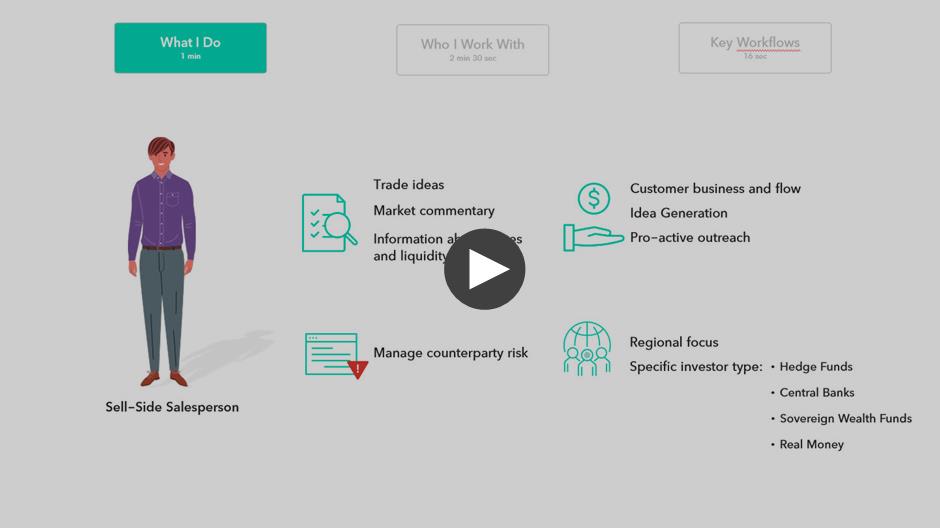 What I Do
1 min
Who I Work With
2 min 30 sec
Key Workflows
16 sec
Trade ideas
Market commentary
Information ab es
and liquidity
Manage counterparty risk
Customer business and flow
Idea Generation
Pro-active outreach
Regional focus
Specific investor type: • Hedge Funds
• Central Banks
• Sovereign Wealth Funds
• Real Money
Sell-Side Salesperson